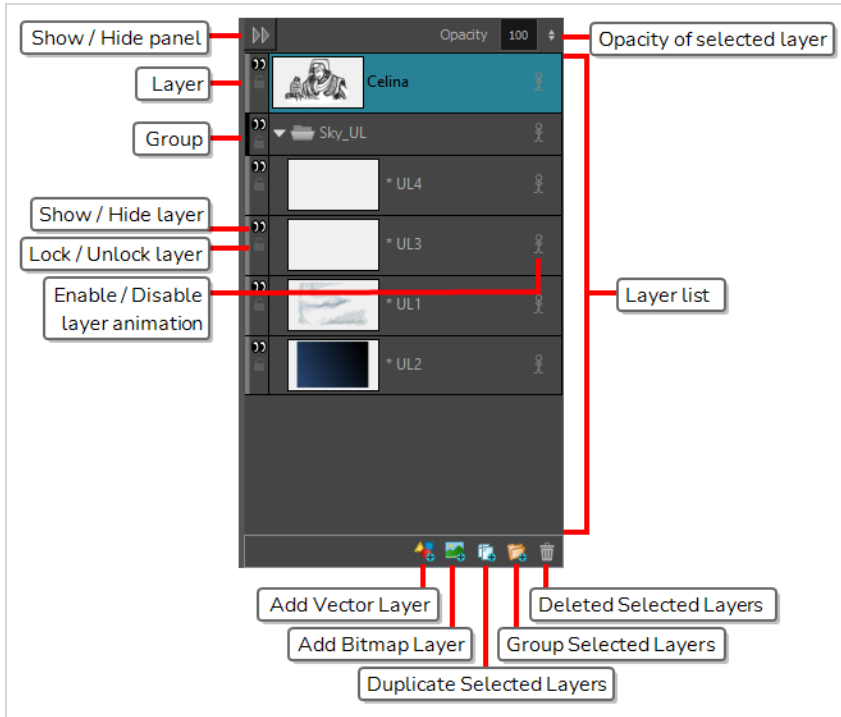 Show / Hide panel
Opacity 100
Opacity of selected layer
Layer
Celina
Group
Sky_UL
* UL4
Show / Hide layer
Lock / Unlock layer
* UL3
Enable / Disable
layer animation
* UL1
Layer list
* UL2
Add Vector Layer
Deleted Selected Layers
Add Bitmap Layer
Group Selected Layers
Duplicate Selected Layers